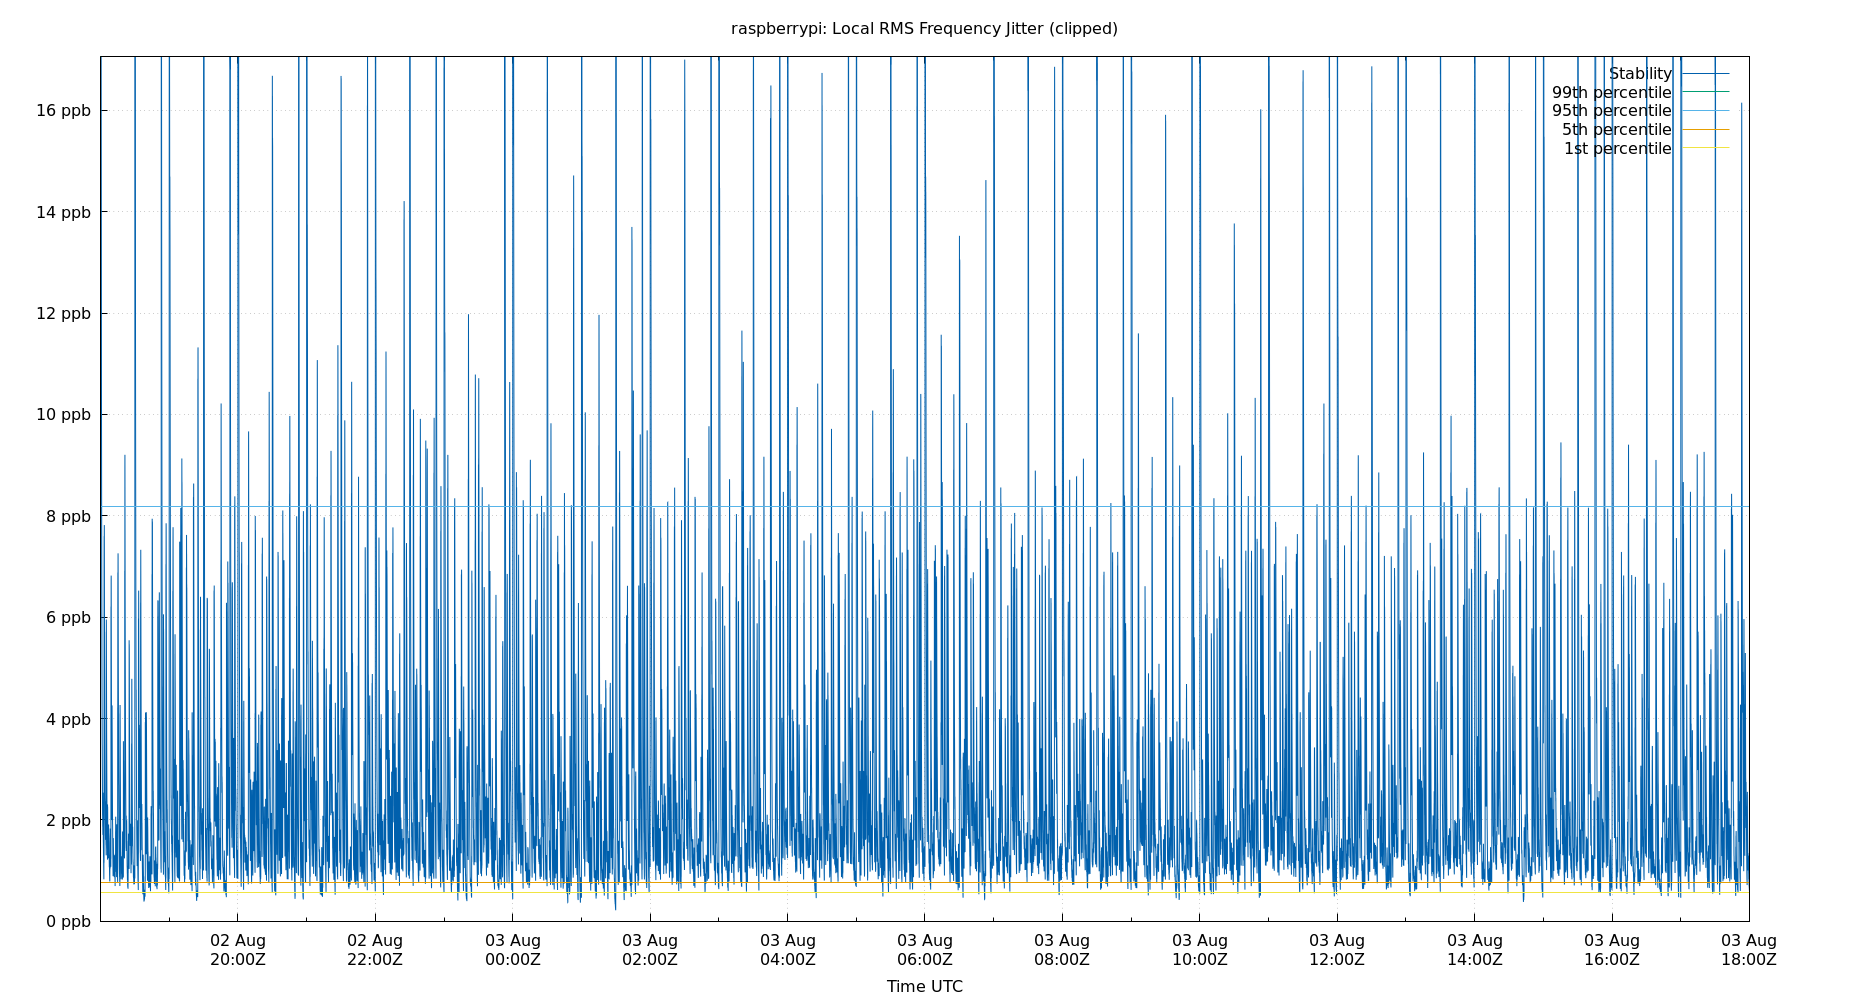 raspberrypi: Local RMS Frequency Jitter (clipped)
Stability
99th percentile
95th percentile
5th percentile
1st percentile
16 ppb
14 ppb
12 ppb
10 ppb
8 ppb
6 ppb
4 ppb
2 ppb
0 ppb
02 Aug 02 Aug 03 Aug 03 Aug 03 Aug 03 Aug 03 Aug 03 Aug 03 Aug 03 Aug 03 Aug 03 Aug
20:00Z 22:00Z 00:00Z 02:00Z 04:00Z 06:00Z 08:00Z 10:00Z 12:00Z 14:00Z 16:00Z 18:00Z
Time UTC